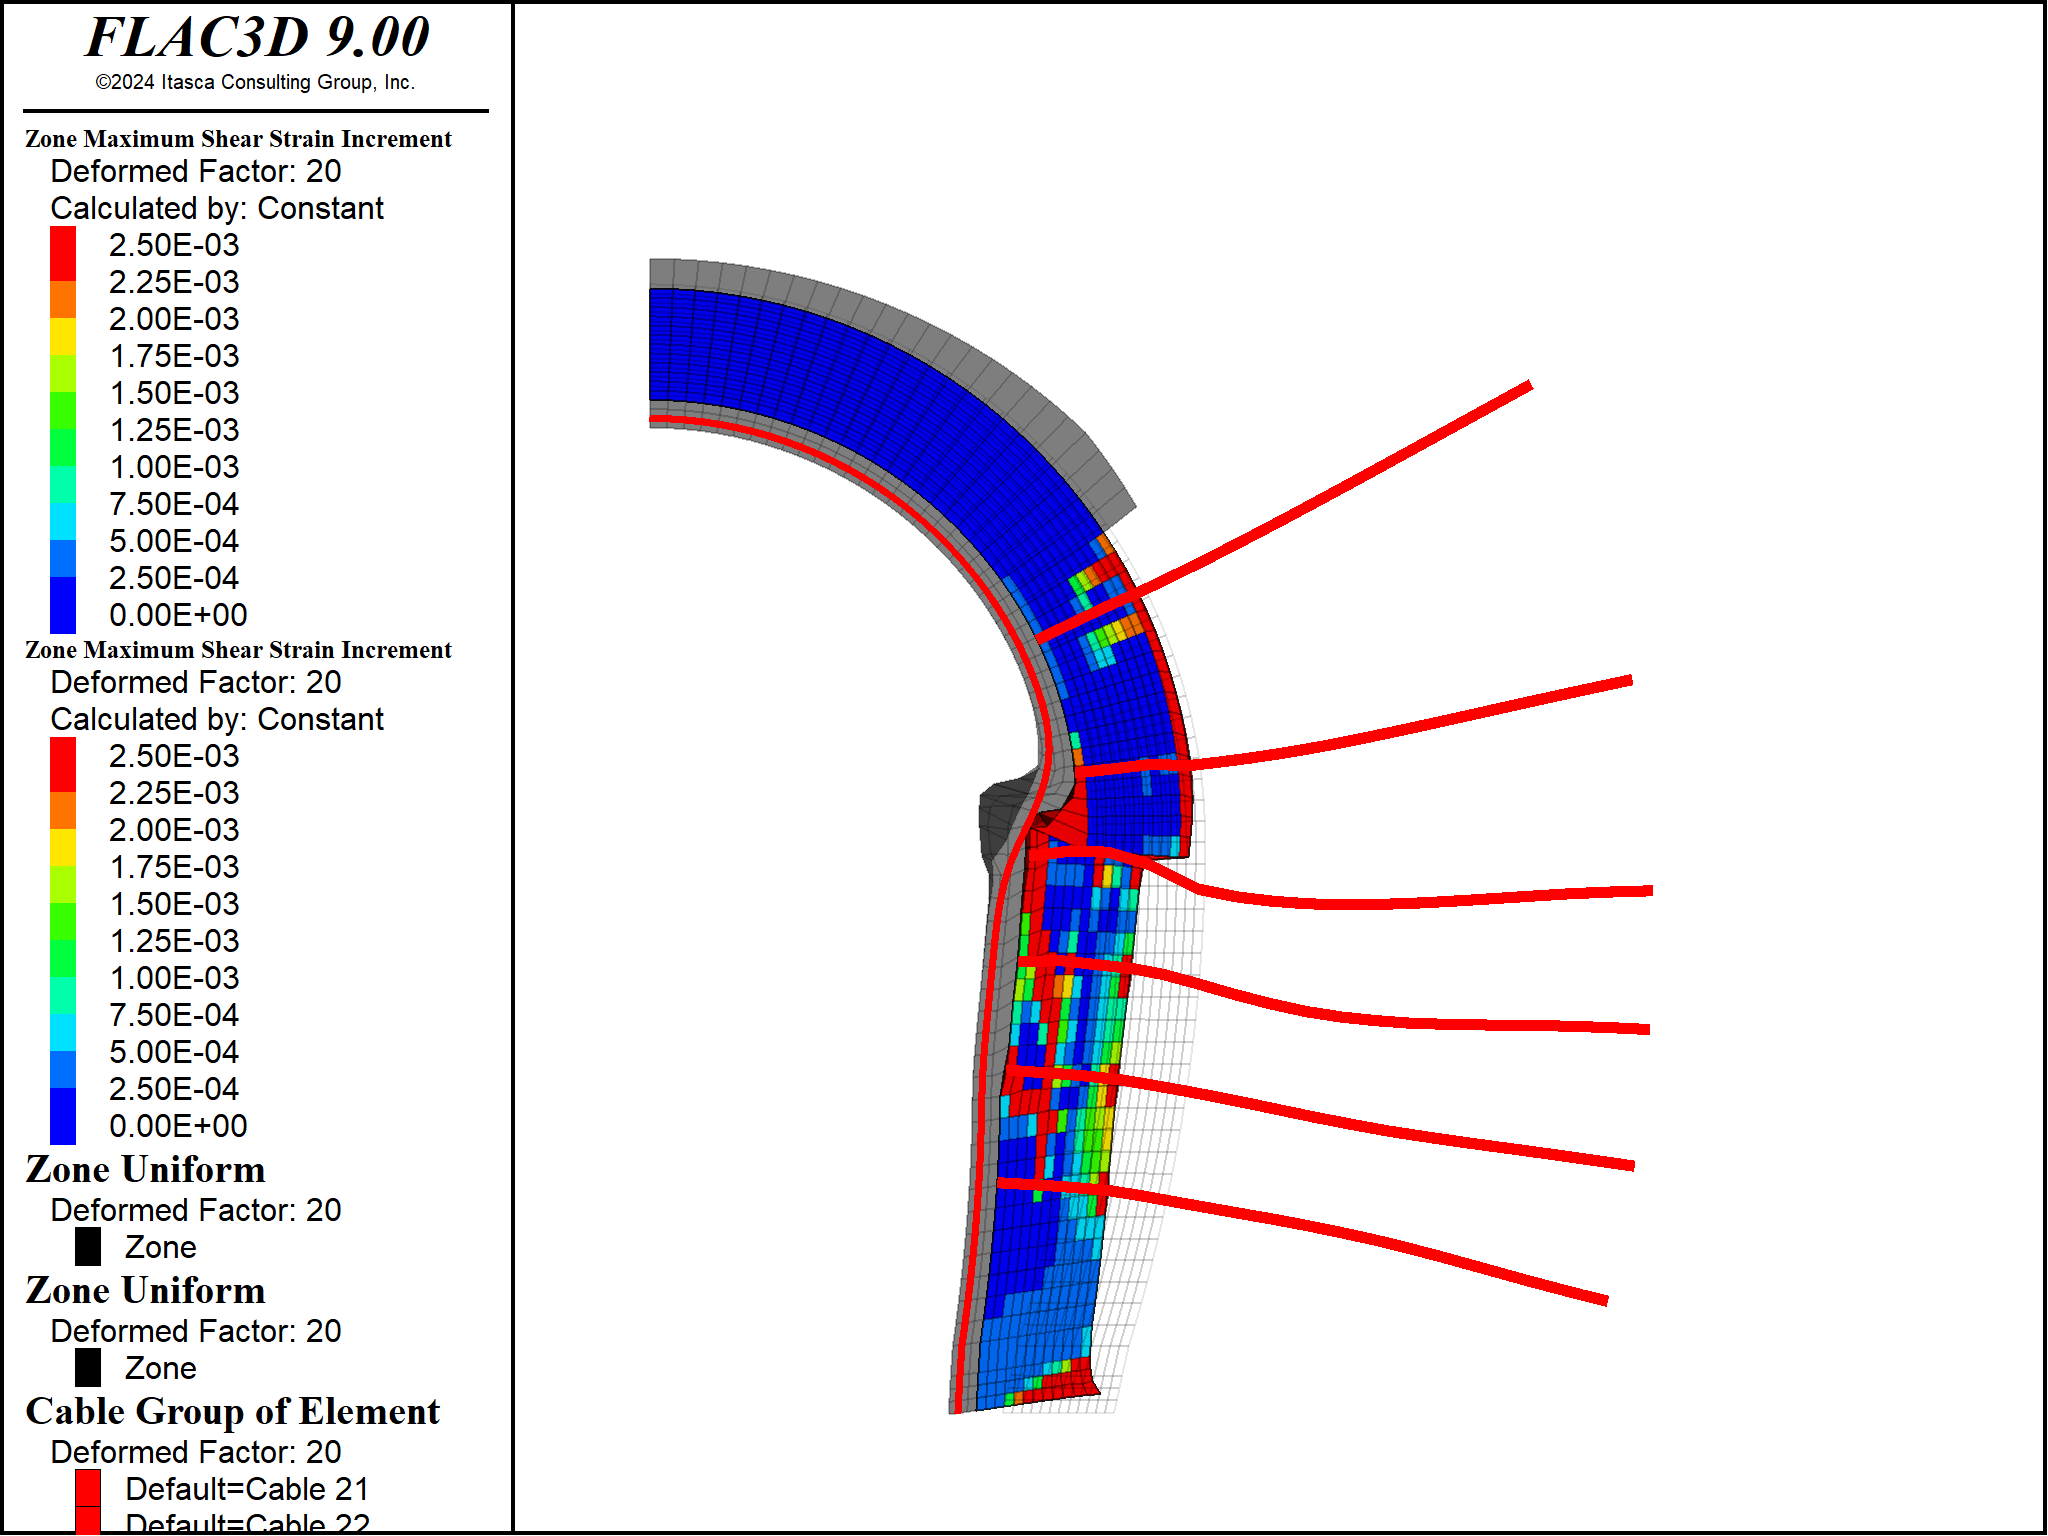 FLAC3D 9.00
©2024 Itasca Consulting Group, Inc.
Zone Maximum Shear Strain Increment
Deformed Factor: 20
Calculated by: Constant
2.50E-03
2.25E-03
2.00E-03
1.75E-03
1.50E-03
1.25E-03
1.00E-03
7.50E-04
5.00E-04
2.50E-04
0.00E+00
Zone Maximum Shear Strain Increment
Deformed Factor: 20
Calculated by: Constant
2.50E-03
2.25E-03
2.00E-03
1.75E-03
1.50E-03
1.25E-03
1.00E-03
7.50E-04
5.00E-04
2.50E-04
0.00E+00
Zone Uniform
Deformed Factor: 20
Zone
Zone Uniform
Deformed Factor: 20
Zone
Cable Group of Element
Deformed Factor: 20
Default=Cable 21
Default=Cable 22